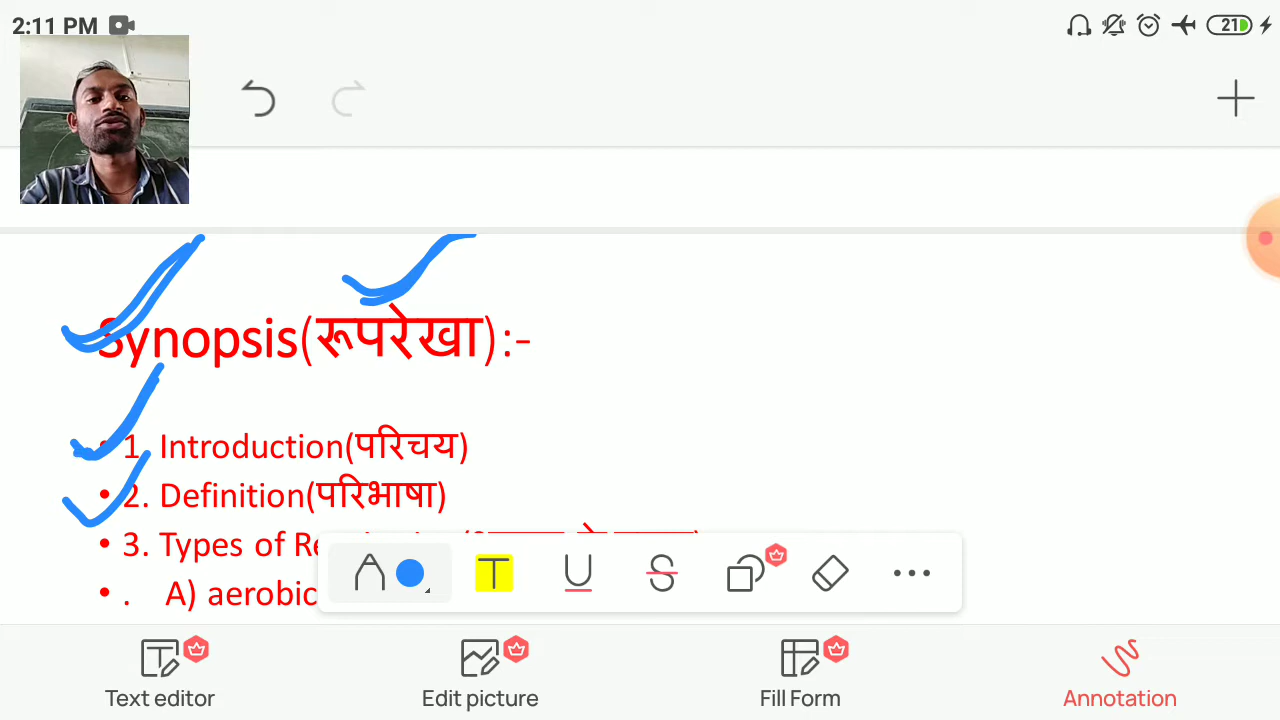 2:11 PM
21
Synopsis(रूपरेखा):-
• 1. Introduction(परिचय)
• 2. Definition(परिभाषा)
• 3. Types of
• . A) aerobic
T U S
Text editor Edit picture Fill Form Annotation